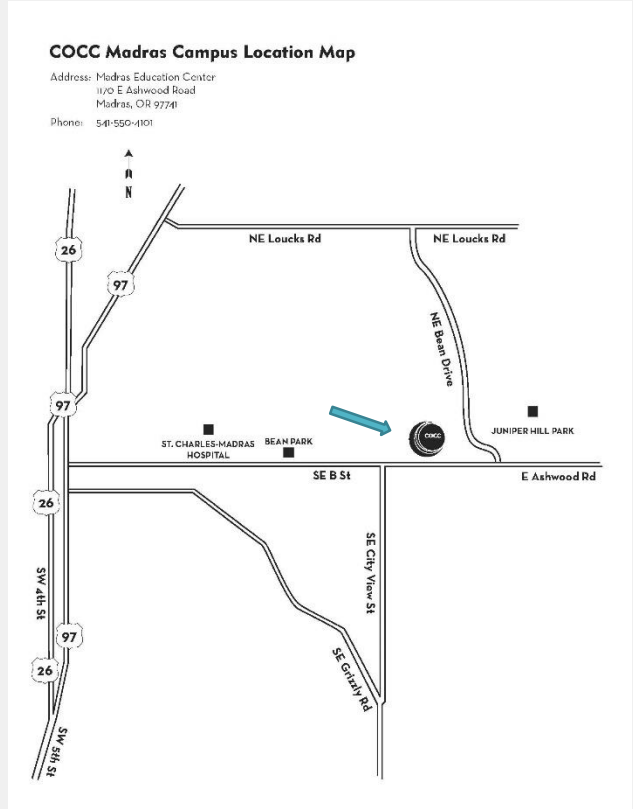 COCC Madras Campus Location Map
Address: Madras Education Center
1170 E Ashwood Road
Madras, OR 97741
Phone: 541-550-4101
N
26
97
NE Loucks Rd
NE Loucks Rd
NE Bean Drive
97
ST. CHARLES-MADRAS
HOSPITAL
BEAN PARK
COCC
JUNIPER HILL PARK
SE B St
E Ashwood Rd
26
SW 4th St
SE City View St
97
26
SE Grizzly Rd
SW 5th St